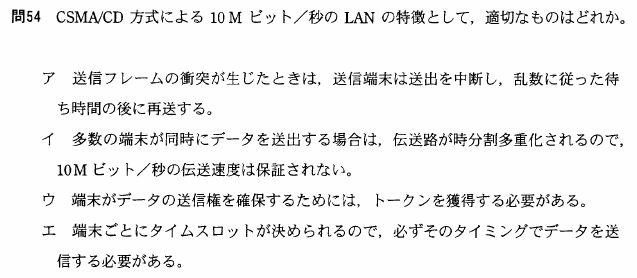 問54 CSMA/CD 方式による 10 M ビット／秒の LAN の特徴として，適切なものはどれか。
ア 送信フレームの衝突が生じたときは，送信端末は送出を中断し，乱数に従った待
ち時間の後に再送する。
イ 多数の端末が同時にデータを送出する場合は，伝送路が時分割多重化されるので，
10 M ビット／秒の伝送速度は保証されない。
ウ 端末がデータの送信権を確保するためには，トークンを獲得する必要がある。
エ 端末ごとにタイムスロットが決められるので，必ずそのタイミングでデータを送
信する必要がある。